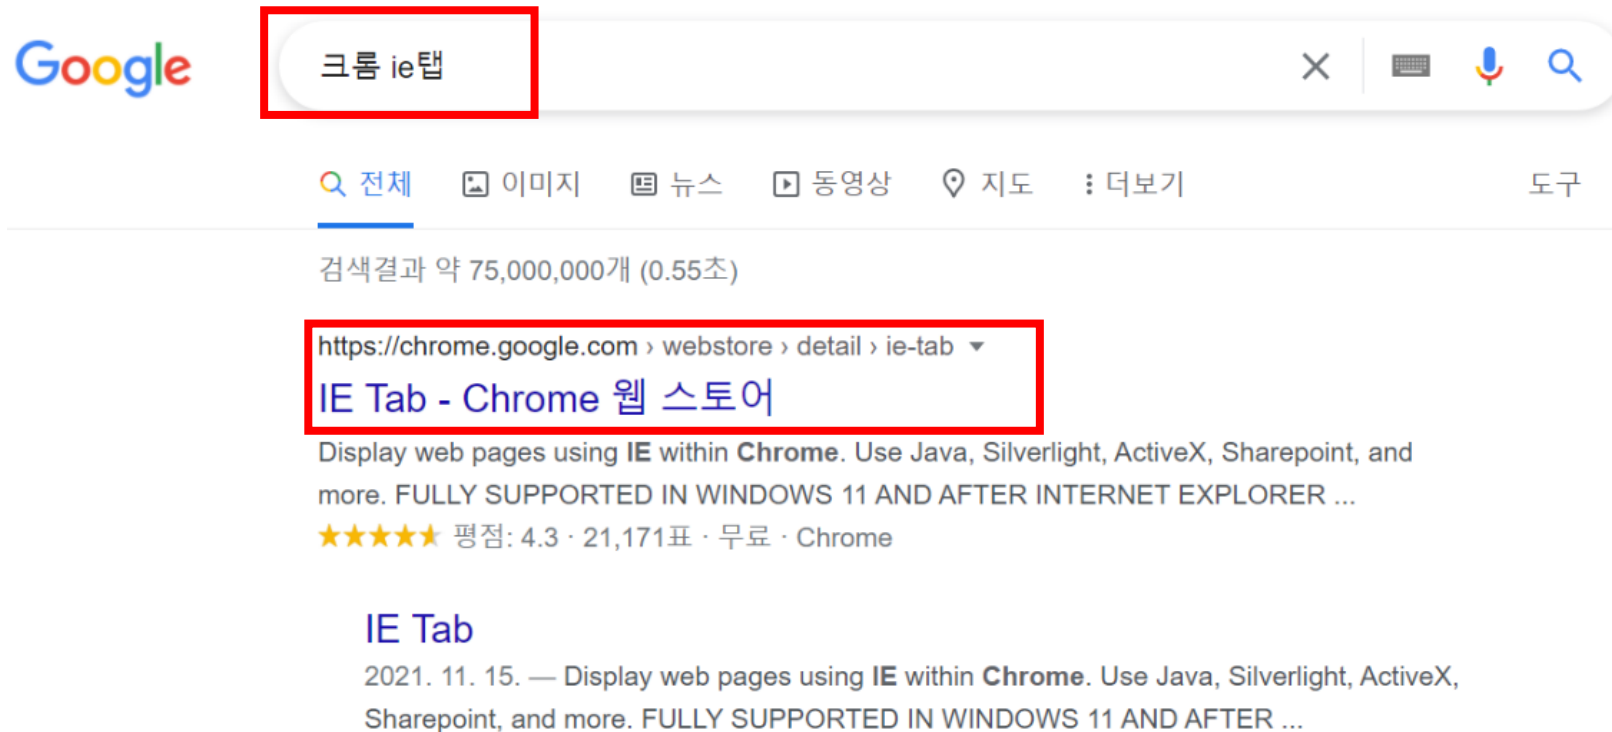 Google
크롬 ie탭
전체 이미지 뉴스 동영상 지도 더보기 도구
검색결과 약 75,000,000개 (0.55초)
https://chrome.google.com › webstore › detail › ie-tab
IE Tab - Chrome 웹 스토어
Display web pages using IE within Chrome. Use Java, Silverlight, ActiveX, Sharepoint, and
more. FULLY SUPPORTED IN WINDOWS 11 AND AFTER INTERNET EXPLORER ...
평점: 4.3 · 21,171표 · 무료 · Chrome
IE Tab
2021. 11. 15. — Display web pages using IE within Chrome. Use Java, Silverlight, ActiveX,
Sharepoint, and more. FULLY SUPPORTED IN WINDOWS 11 AND AFTER ...